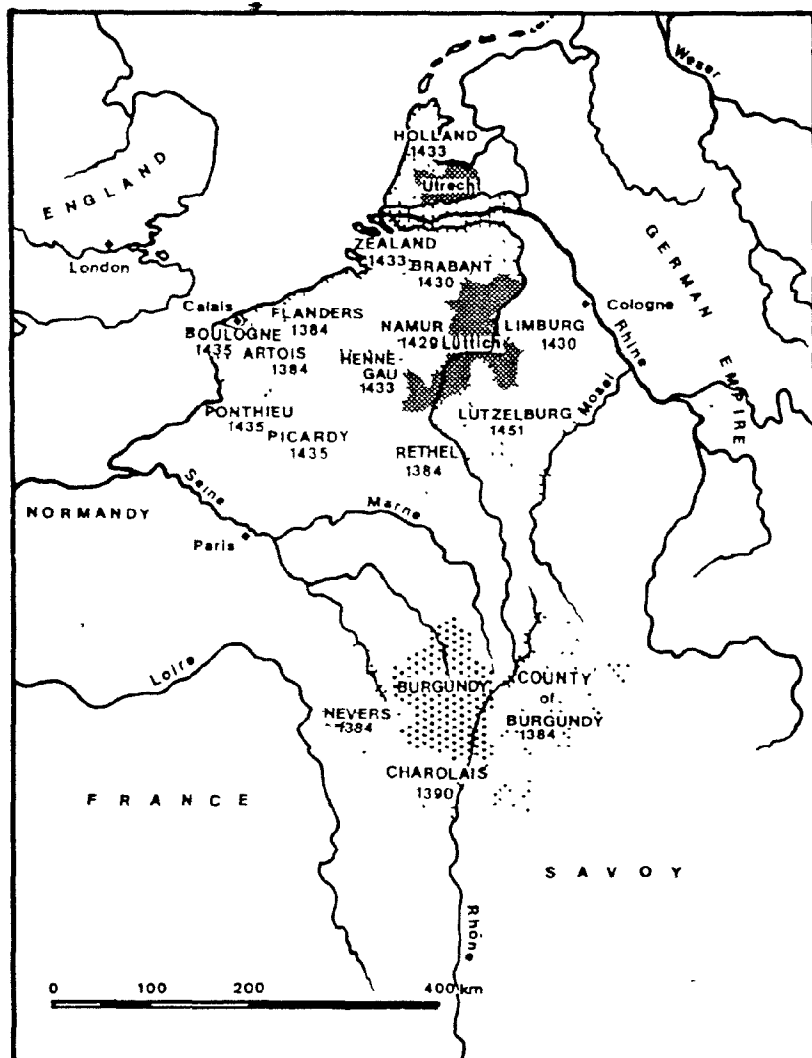 Weser
HOLLAND
1433
Utrecht
ENGLAND
London
ZEALAND
1433
BRABANT
1430
GERMAN EMPIRE
Calais
FLANDERS
1384
Cologne
BOULOGNE
1435
ARTOIS
1384
NAMUR
1429
Lüttich
LIMBURG
1430
Rhine
HENNE-
GAU
1433
Mosel
PONTHIEU
1435
PICARDY
1435
LUTZELBURG
1451
RETHEL
1384
Seine
Marne
NORMANDY
Paris
Loire
BURGUNDY
COUNTY
of
BURGUNDY
1384
NEVERS
1384
CHAROLAIS
1390
FRANCE
SAVOY
Rhône
0 100 200 400 km